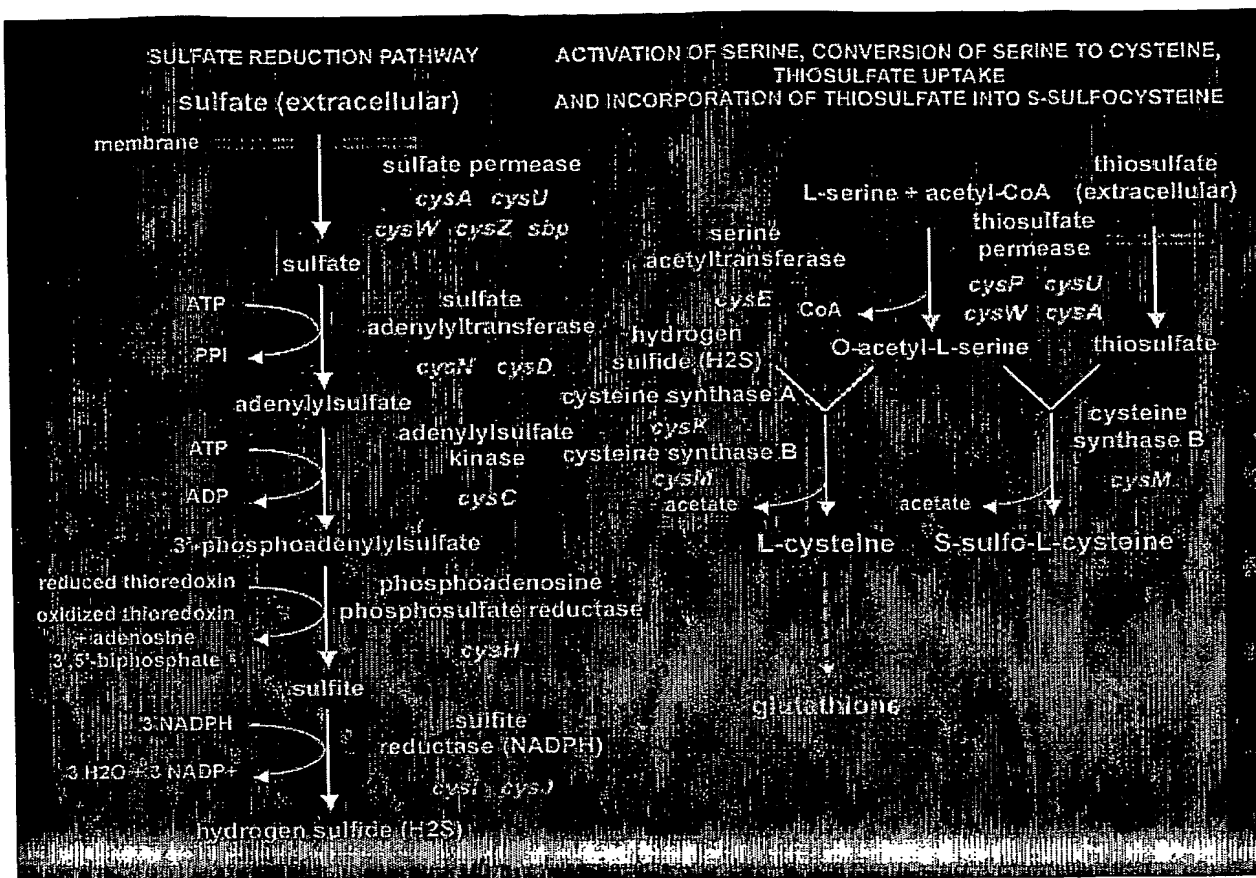 SULFATE REDUCTION PATHWAY
sulfate (extracellular)
membrane
sulfate permease
cysA cysU
cysW cysZ sbp
sulfate
ATP
PPI
sulfate
adenylyltransferase
cysN cysD
adenylylsulfate
ATP
ADP
adenylylsulfate
kinase
cysC
3'-phosphoadenylylsulfate
reduced thioredoxin
oxidized thioredoxin
+ adenosine
3',5'-biphosphate
phosphoadenosine
phosphosulfate reductase
cysH
sulfite
3 NADPH
3 H2O + 3 NADP+
sulfite
reductase (NADPH)
cysI cysJ
hydrogen sulfide (H2S)
ACTIVATION OF SERINE, CONVERSION OF SERINE TO CYSTEINE,
THIOSULFATE UPTAKE
AND INCORPORATION OF THIOSULFATE INTO S-SULFOCYSTEINE
L-serine + acetyl-CoA
thiosulfate
(extracellular)
serine
acetyltransferase
cysE
CoA
thiosulfate
permease
cysP cysU
cysW cysA
hydrogen
sulfide (H2S)
O-acetyl-L-serine
thiosulfate
cysteine synthase A
cysK
cysteine synthase B
cysM
acetate
cysteine
synthase B
cysM
acetate
L-cysteine
S-sulfo-L-cysteine
glutathione